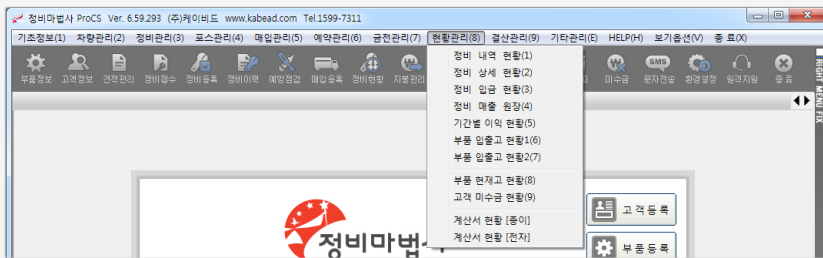 정비마법사 ProCS Ver. 6.59.293 (주)케이비드 www.kabead.com Tel.1599-7311
기초정보(1) 차량관리(2) 정비관리(3) 포스관리(4) 매입관리(5) 예약관리(6) 금전관리(7) 현황관리(8) 결산관리(9) 기타관리(E) HELP(H) 보기옵션(V) 종 료(X)
부품정보 고객정보 견적관리 정비접수 정비등록 정비이력 예방점검 매입등록 정비현황 지불관리 미수금 SMS 문자전송 환경설정 원격지원 종 료
RIGHT MENU FIX
정비 내역 현황(1)
정비 상세 현황(2)
정비 입금 현황(3)
정비 매출 원장(4)
기간별 이익 현황(5)
부품 입출고 현황1(6)
부품 입출고 현황2(7)
부품 현재고 현황(8)
고객 미수금 현황(9)
계산서 현황 [종이]
계산서 현황 [전자]
고객등록
정비마법
부품등록